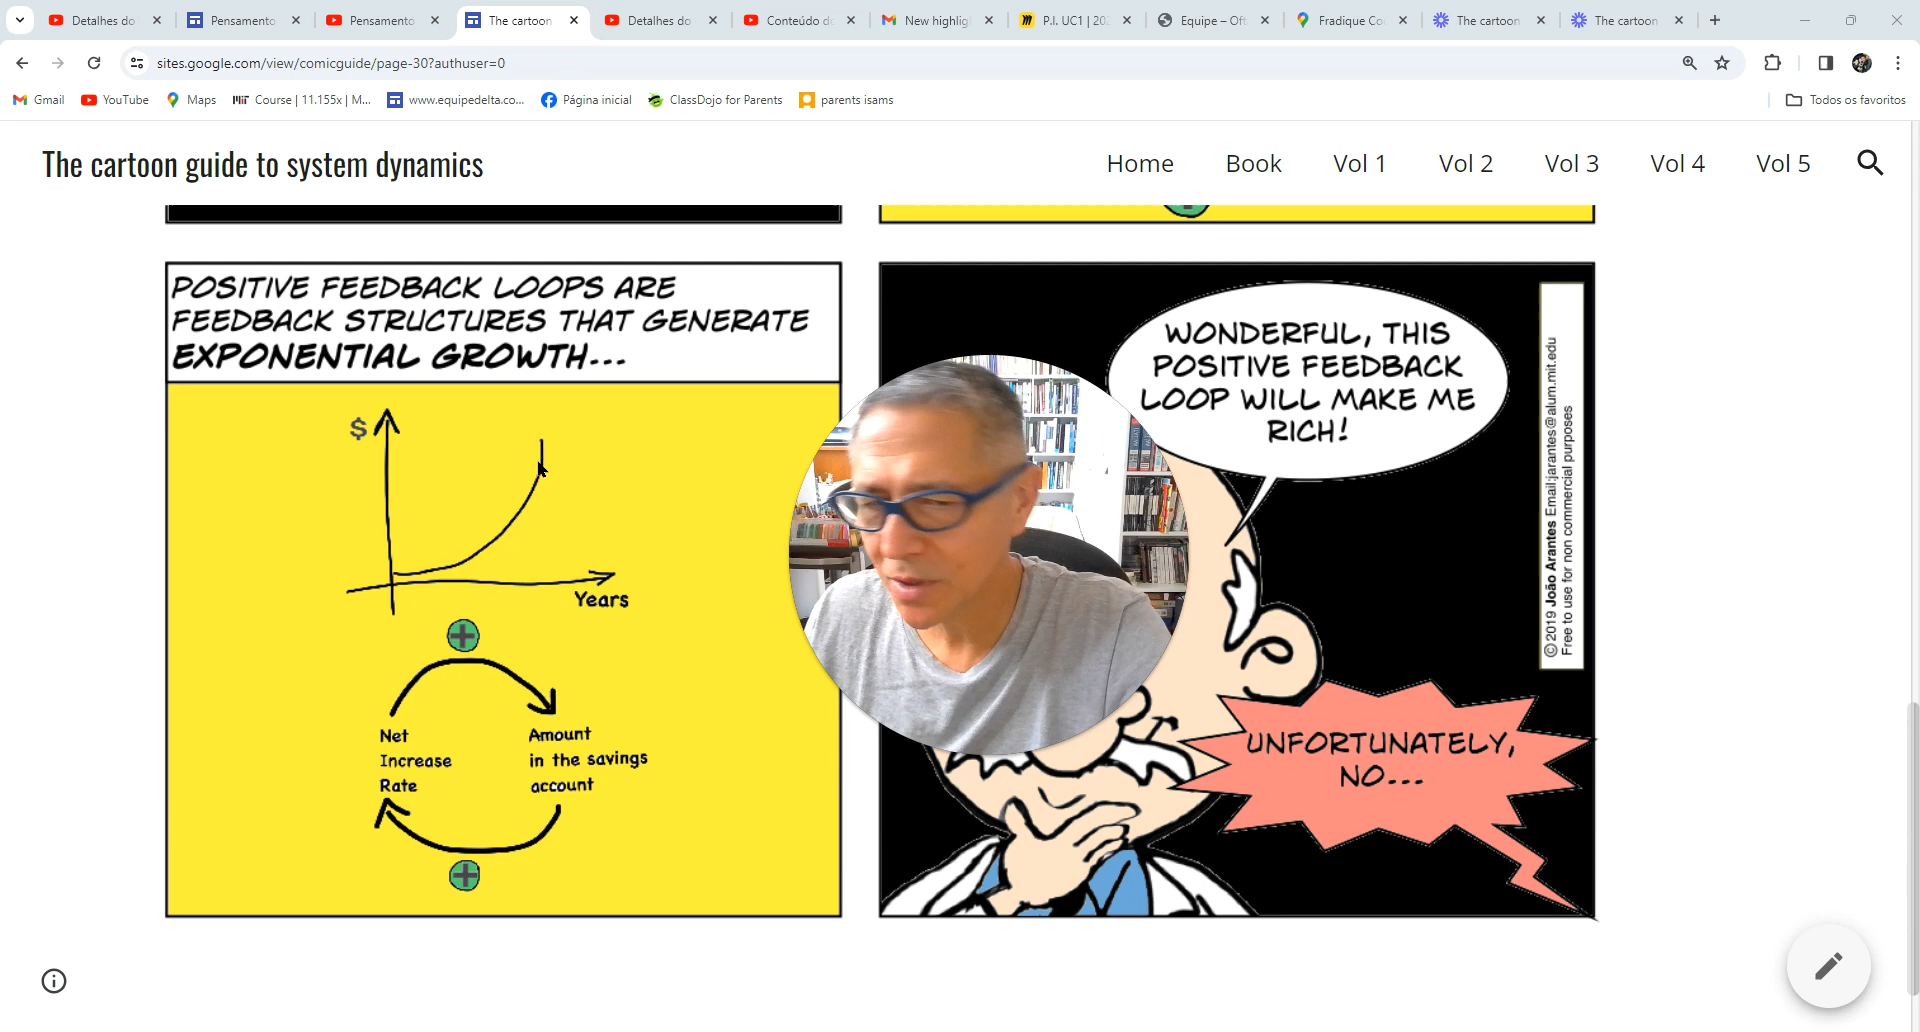 Detalhes do
Pensamento
Pensamento
The cartoon
Detalhes do
Conteúdo d
New highlig
P.I. UC1 | 202
Equipe – Of
Fradique Co
The cartoon
The cartoon
sites.google.com/view/comicguide/page-30?authuser=0
Gmail
YouTube
Maps
MIT Course | 11.155x | M...
www.equipedelta.co...
Página inicial
ClassDojo for Parents
parents isams
Todos os favoritos
The cartoon guide to system dynamics
Home
Book
Vol 1
Vol 2
Vol 3
Vol 4
Vol 5
POSITIVE FEEDBACK LOOPS ARE
FEEDBACK STRUCTURES THAT GENERATE
EXPONENTIAL GROWTH...
$
Years
Net
Increase
Rate
Amount
in the savings
account
WONDERFUL, THIS
POSITIVE FEEDBACK
LOOP WILL MAKE ME
RICH!
UNFORTUNATELY,
NO...
©2019 João Arantes Email:jarantes@alum.mit.edu
Free to use for non commercial purposes